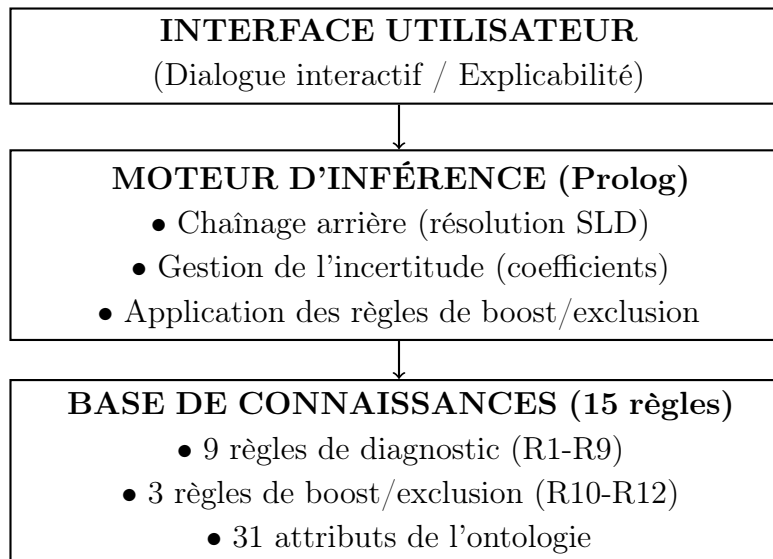 INTERFACE UTILISATEUR
(Dialogue interactif / Explicabilité)
MOTEUR D'INFÉRENCE (Prolog)
• Chaînage arrière (résolution SLD)
• Gestion de l'incertitude (coefficients)
• Application des règles de boost/exclusion
BASE DE CONNAISSANCES (15 règles)
• 9 règles de diagnostic (R1-R9)
• 3 règles de boost/exclusion (R10-R12)
• 31 attributs de l'ontologie